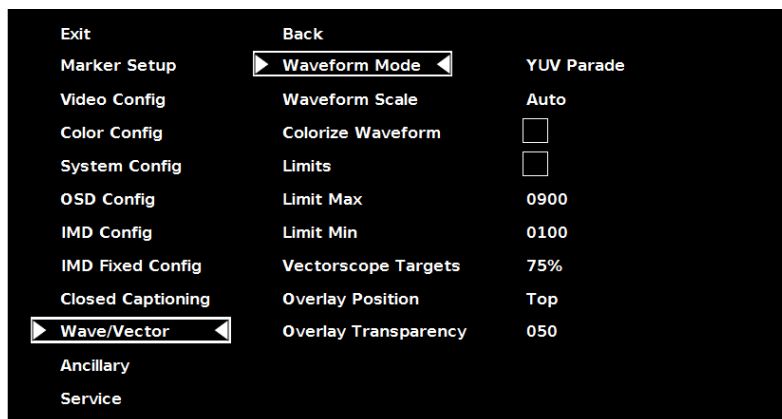 Exit Back
Marker Setup Waveform Mode YUV Parade
Video Config Waveform Scale Auto
Color Config Colorize Waveform
System Config Limits
OSD Config Limit Max 0900
IMD Config Limit Min 0100
IMD Fixed Config Vectorscope Targets 75%
Closed Captioning Overlay Position Top
Wave/Vector Overlay Transparency 050
Ancillary
Service